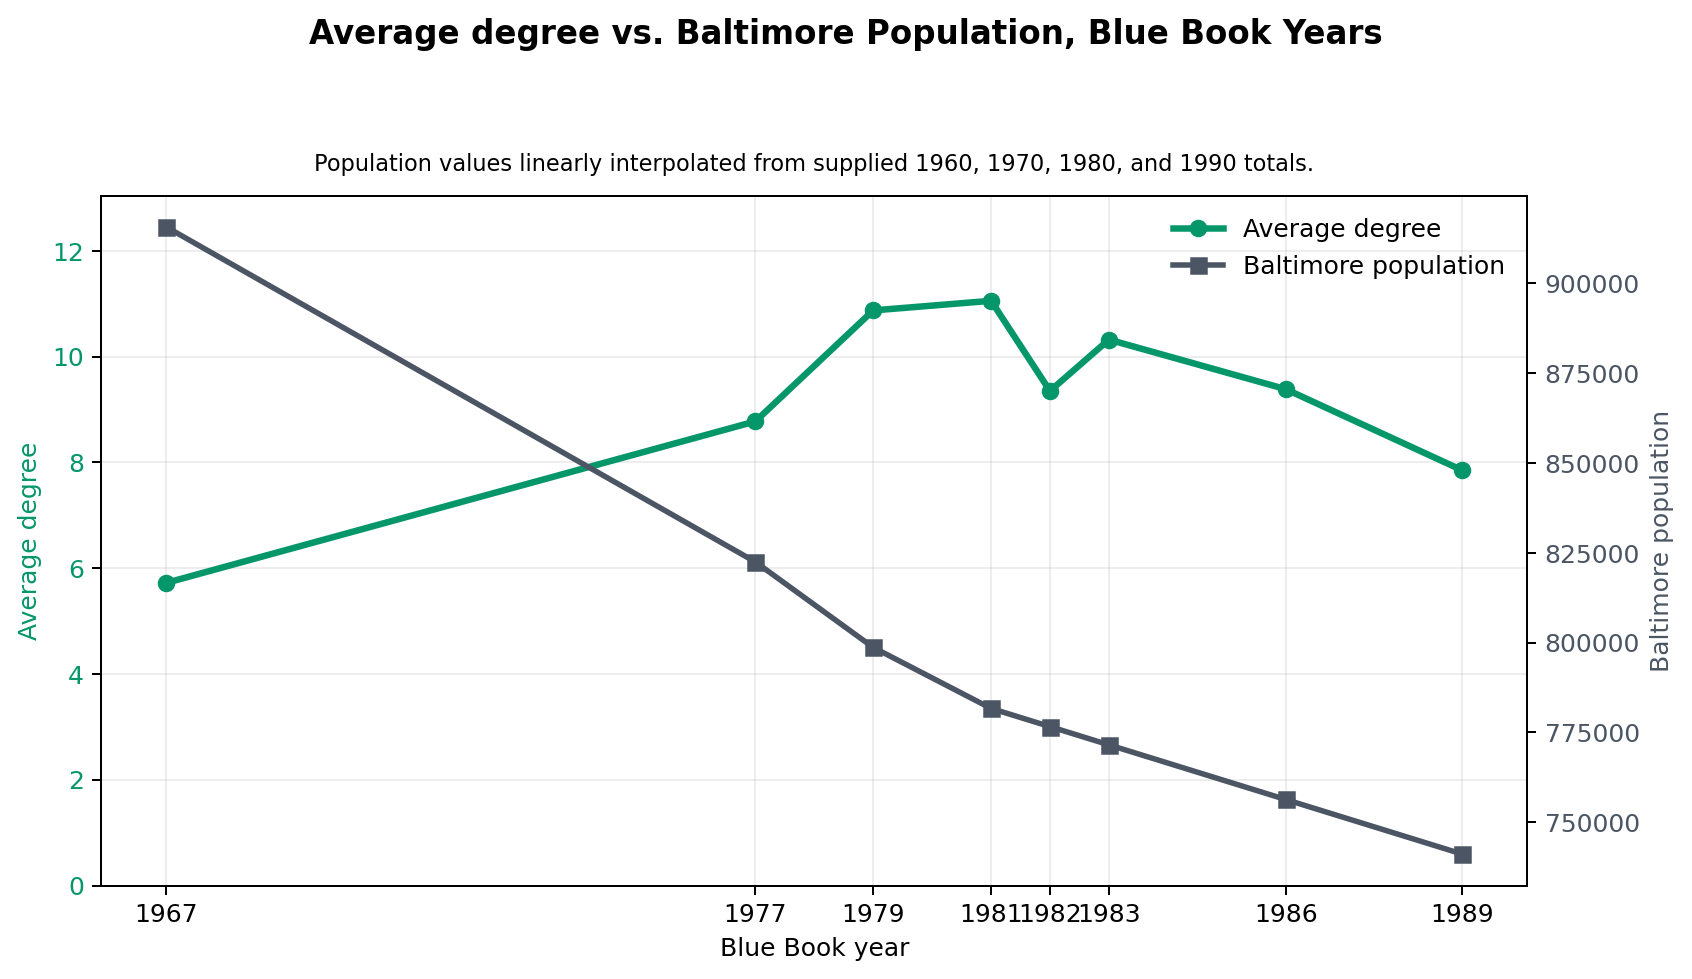 Average degree vs. Baltimore Population, Blue Book Years
Population values linearly interpolated from supplied 1960, 1970, 1980, and 1990 totals.
Average degree
Baltimore population
12
10
8
6
4
2
0
Average degree
900000
875000
850000
825000
800000
775000
750000
Baltimore population
1967 1977 1979 1981 1982 1983 1986 1989
Blue Book year